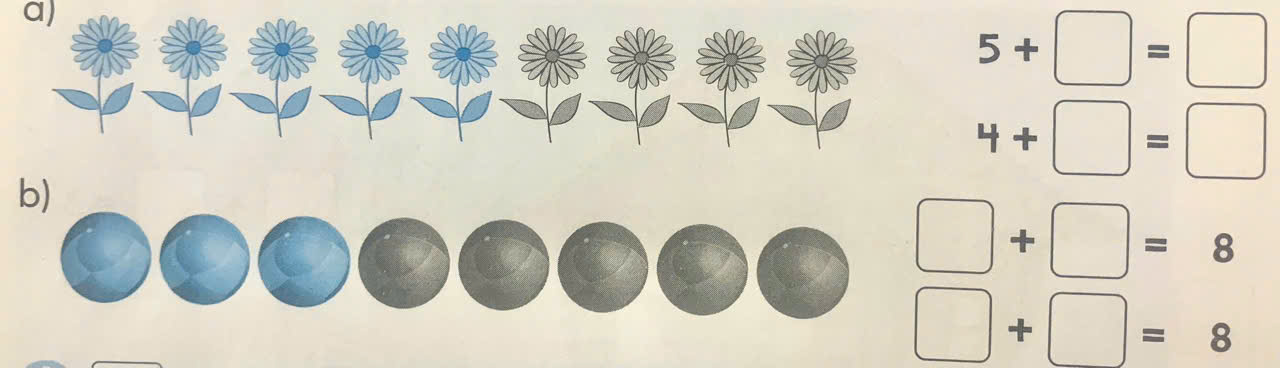 a)
5 + =
4 + =
b)
+ = 8
+ = 8